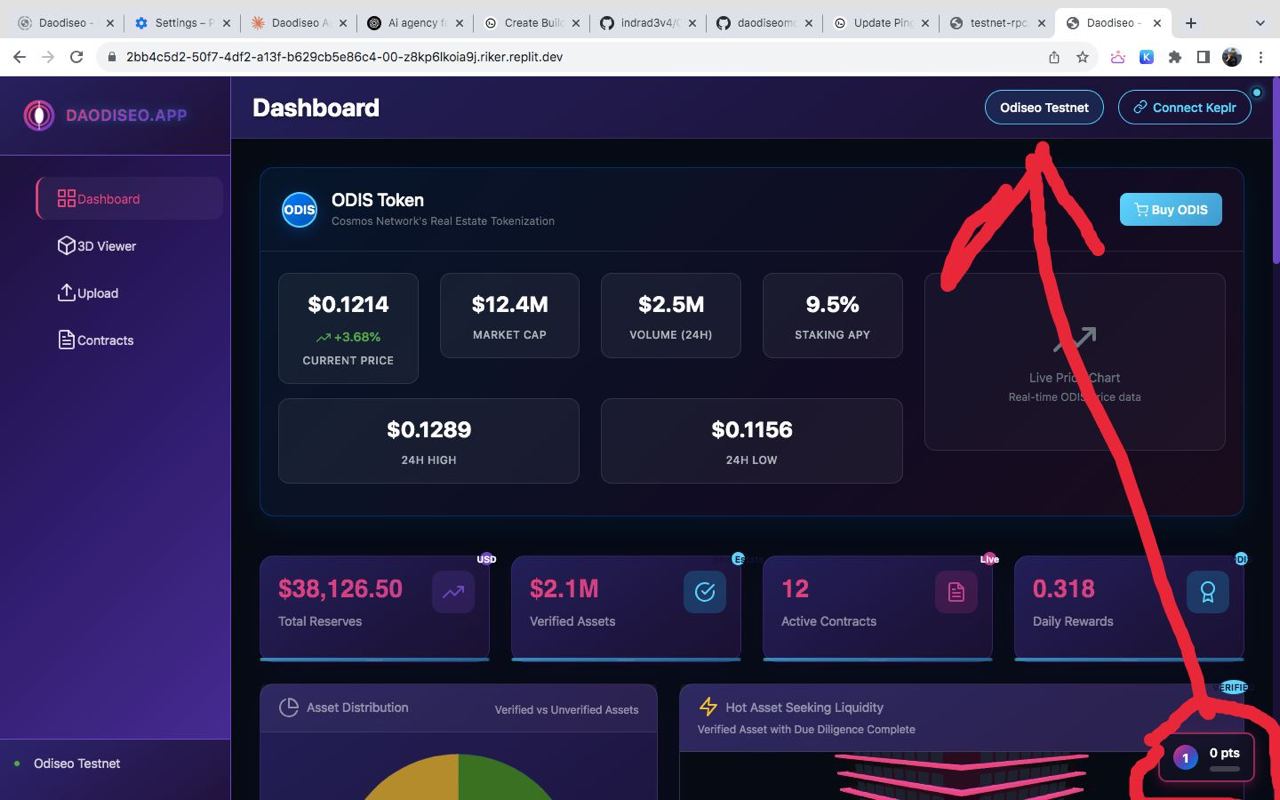 Daodiseo -
Settings – P
Daodiseo A
Ai agency f
Create Buil
indrad3v4/
daodiseomo
Update Ping
testnet-rpc
Daodiseo -
2bb4c5d2-50f7-4df2-a13f-b629cb5e86c4-00-z8kp6lkoia9j.riker.replit.dev
DAODISEO.APP
Dashboard
Odiseo Testnet
Connect Keplr
Dashboard
3D Viewer
Upload
Contracts
ODIS
ODIS Token
Cosmos Network's Real Estate Tokenization
Buy ODIS
$0.1214
+3.68%
CURRENT PRICE
$12.4M
MARKET CAP
$2.5M
VOLUME (24H)
9.5%
STAKING APY
Live Price Chart
Real-time ODIS price data
$0.1289
24H HIGH
$0.1156
24H LOW
USD
$38,126.50
Total Reserves
$2.1M
Verified Assets
Live
12
Active Contracts
0.318
Daily Rewards
Asset Distribution
Verified vs Unverified Assets
Hot Asset Seeking Liquidity
Verified Asset with Due Diligence Complete
1
0 pts
Odiseo Testnet